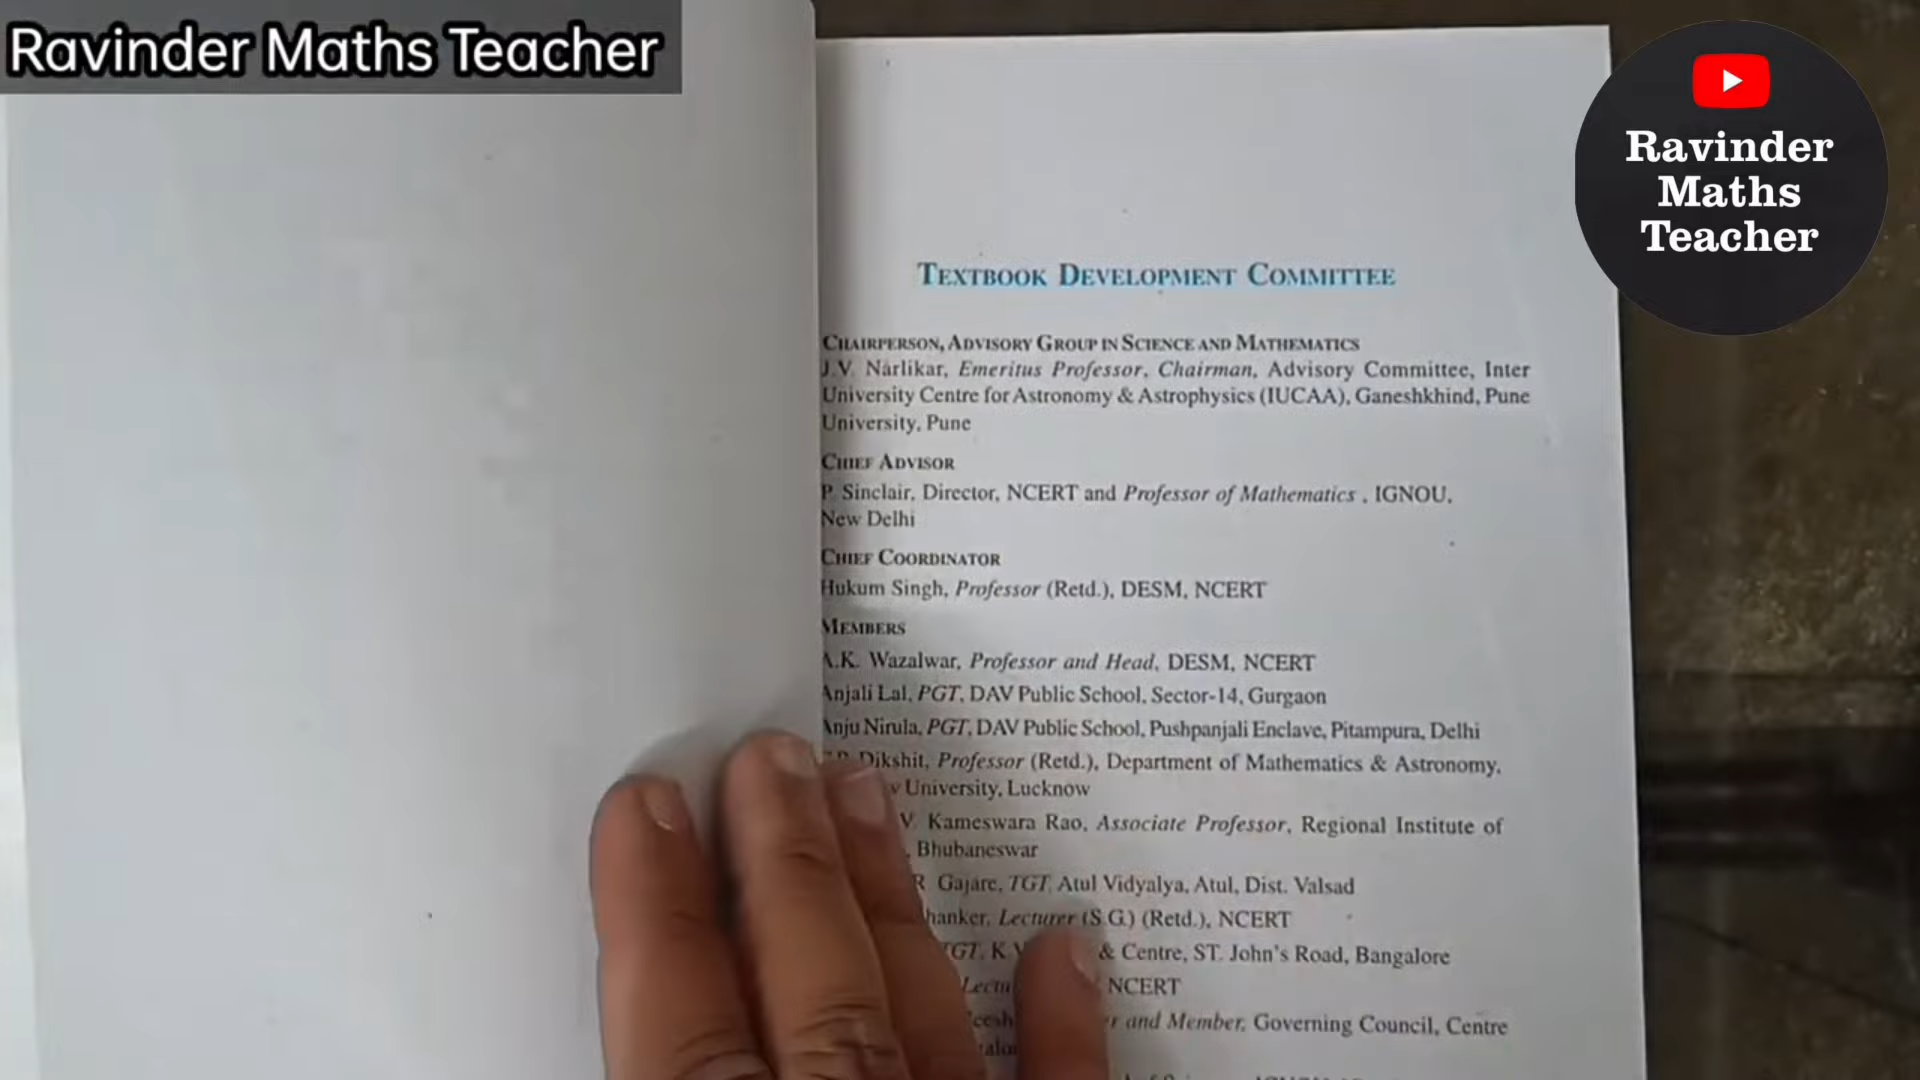 Ravinder Maths Teacher
Ravinder
Maths
Teacher
TEXTBOOK DEVELOPMENT COMMITTEE
CHAIRPERSON, ADVISORY GROUP IN SCIENCE AND MATHEMATICS
J.V. Narlikar, Emeritus Professor, Chairman, Advisory Committee, Inter
University Centre for Astronomy & Astrophysics (IUCAA), Ganeshkhind, Pune
University, Pune
CHIEF ADVISOR
P. Sinclair, Director, NCERT and Professor of Mathematics , IGNOU,
New Delhi
CHIEF COORDINATOR
Hukum Singh, Professor (Retd.), DESM, NCERT
MEMBERS
A.K. Wazalwar, Professor and Head, DESM, NCERT
Anjali Lal, PGT, DAV Public School, Sector-14, Gurgaon
Anju Nirula, PGT, DAV Public School, Pushpanjali Enclave, Pitampura, Delhi
Dikshit, Professor (Retd.), Department of Mathematics & Astronomy,
University, Lucknow
V. Kameswara Rao, Associate Professor, Regional Institute of
Bhubaneswar
R. Gajare, TGT, Atul Vidyalya, Atul, Dist. Valsad
Lecturer (S.G.) (Retd.), NCERT
TGT, K & Centre, ST. John's Road, Bangalore
NCERT
and Member, Governing Council, Centre